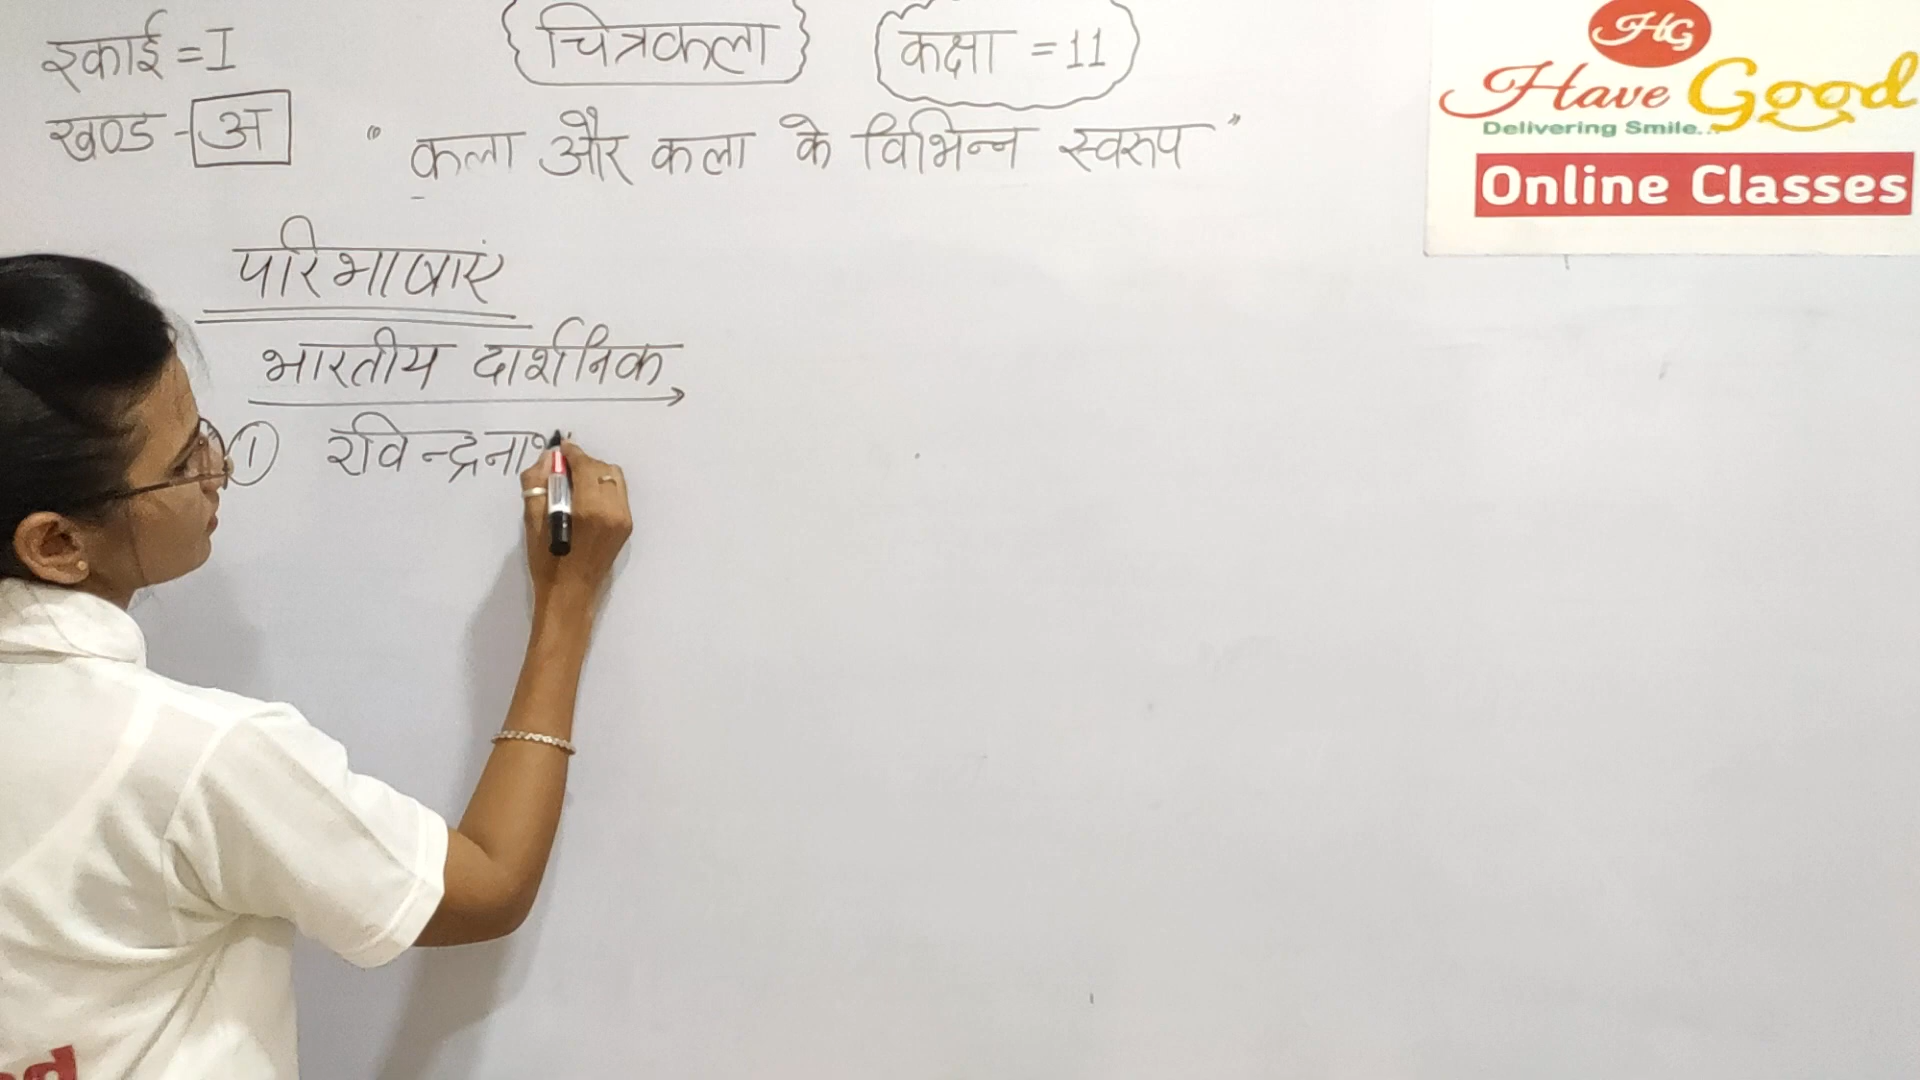 इकाई = I
चित्रकला
कक्षा = 11
खण्ड - अ
" कला और कला के विभिन्न स्वरुप "
परिभाषाएं
भारतीय दार्शनिक
① रविन्द्रनाथ
HG
Have Good
Delivering Smile...
Online Classes